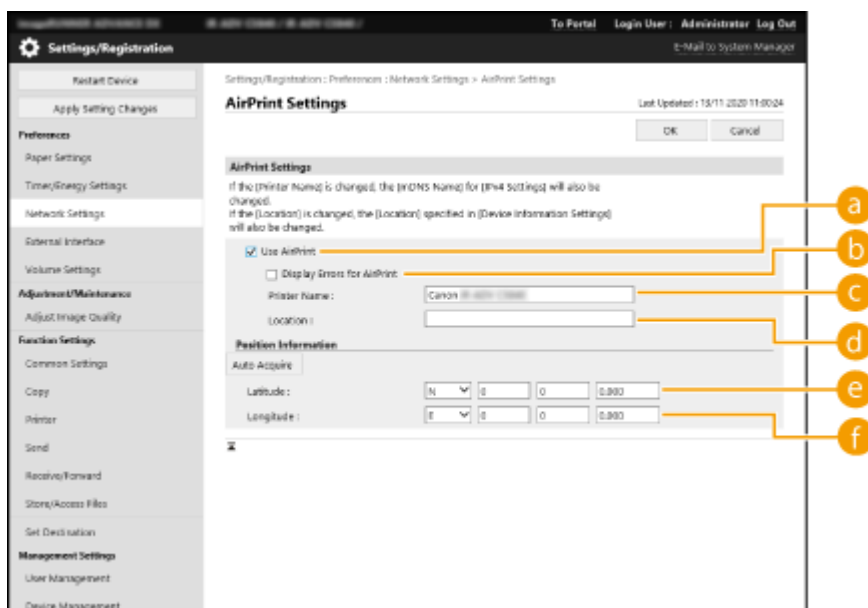 To Portal Login User : Administrator Log Out
Settings/Registration
E-Mail to System Manager
Restart Device
Apply Setting Changes
Preferences
Paper Settings
Timer/Energy Settings
Network Settings
External Interface
Volume Settings
Adjustment/Maintenance
Adjust Image Quality
Function Settings
Common Settings
Copy
Printer
Send
Receive/Forward
Store/Access Files
Set Destination
Management Settings
User Management
Device Management
Settings/Registration : Preferences : Network Settings > AirPrint Settings
AirPrint Settings
Last Updated : 13/11 2020 11:00:24
OK Cancel
AirPrint Settings
If the [Printer Name] is changed, the [mDNS Name] for [IPv4 Settings] will also be
changed.
If the [Location] is changed, the [Location] specified in [Device Information Settings]
will also be changed.
Use AirPrint
Display Errors for AirPrint
Printer Name : Canon
Location :
Position Information
Auto Acquire
Latitude : N 0 0 0.000
Longitude : E 0 0 0.000
a
b
c
d
e
f